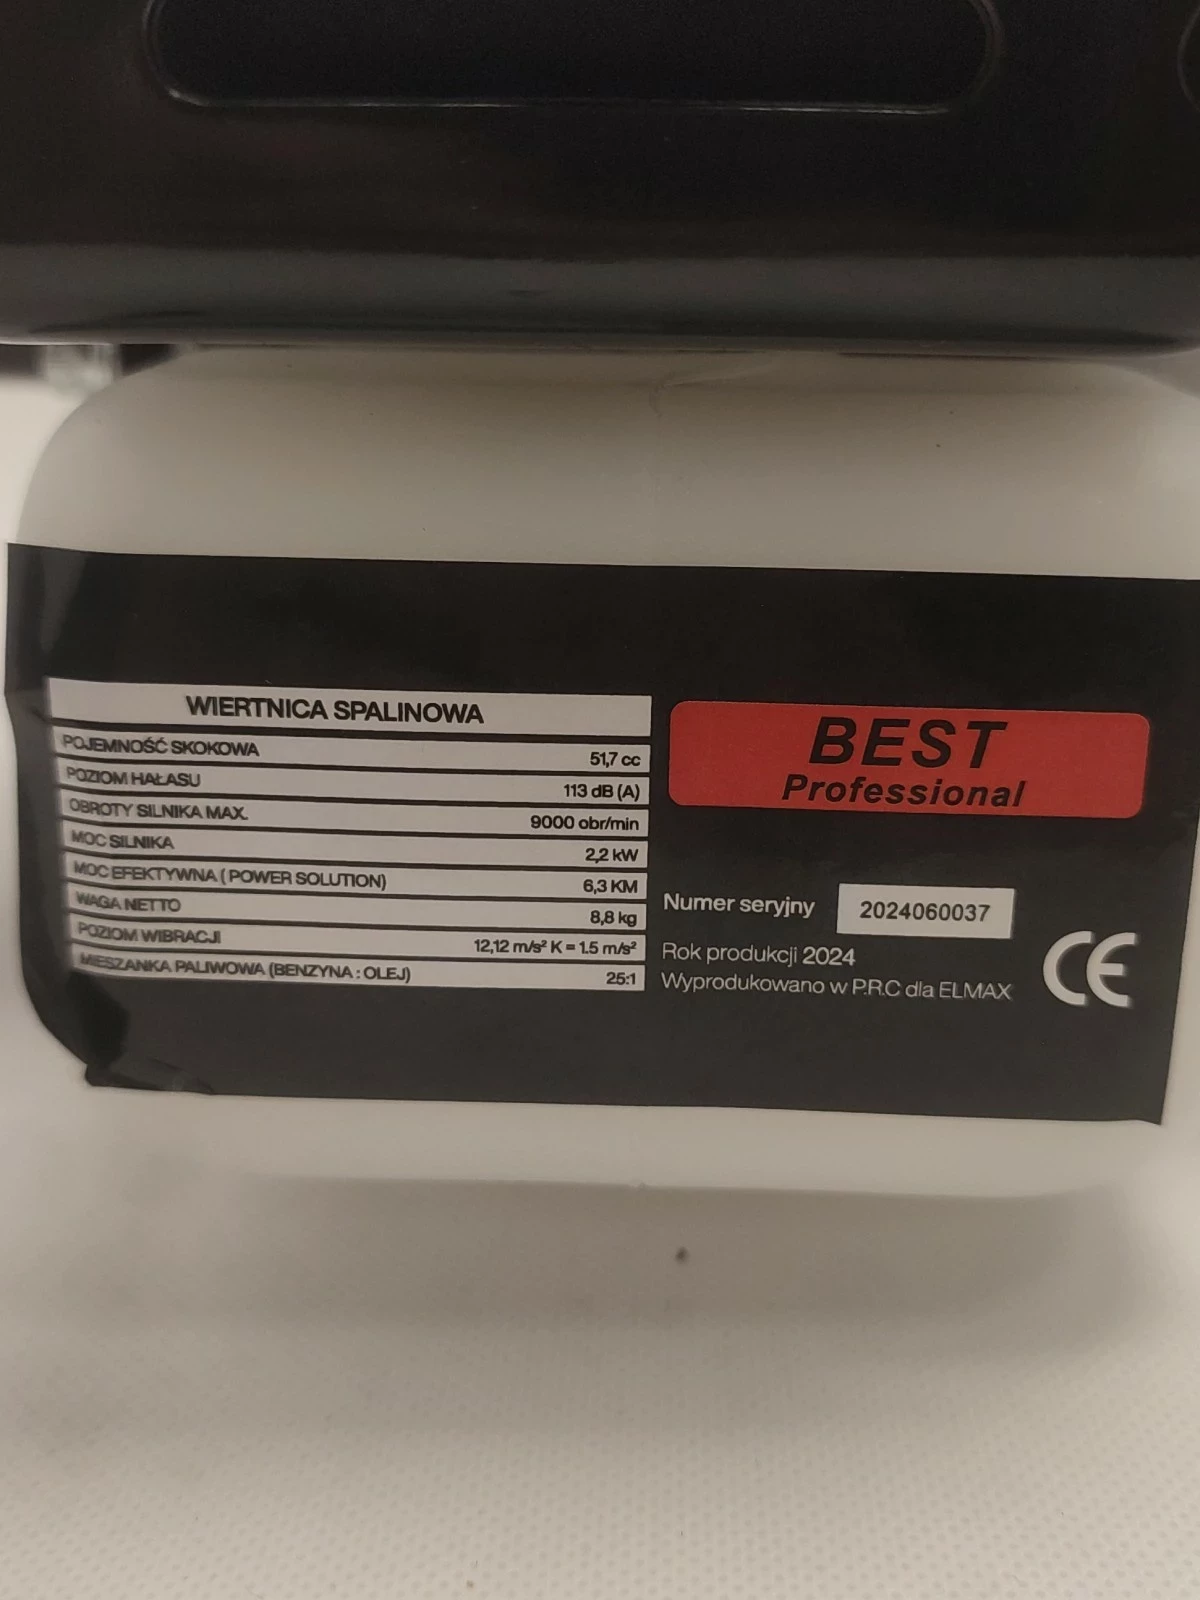 WIERTNICA SPALINOWA
POJEMNOŚĆ SKOKOWA 51,7 cc
POZIOM HAŁASU 113 dB (A)
OBROTY SILNIKA MAX. 9000 obr/min
MOC SILNIKA 2,2 kW
MOC EFEKTYWNA ( POWER SOLUTION) 6,3 KM
WAGA NETTO 8,8 kg
POZIOM WIBRACJI 12,12 m/s² K = 1.5 m/s²
MIESZANKA PALIWOWA (BENZYNA : OLEJ) 25:1
BEST
Professional
Numer seryjny 2024060037
Rok produkcji 2024
Wyprodukowano w P.R.C dla ELMAX
CE